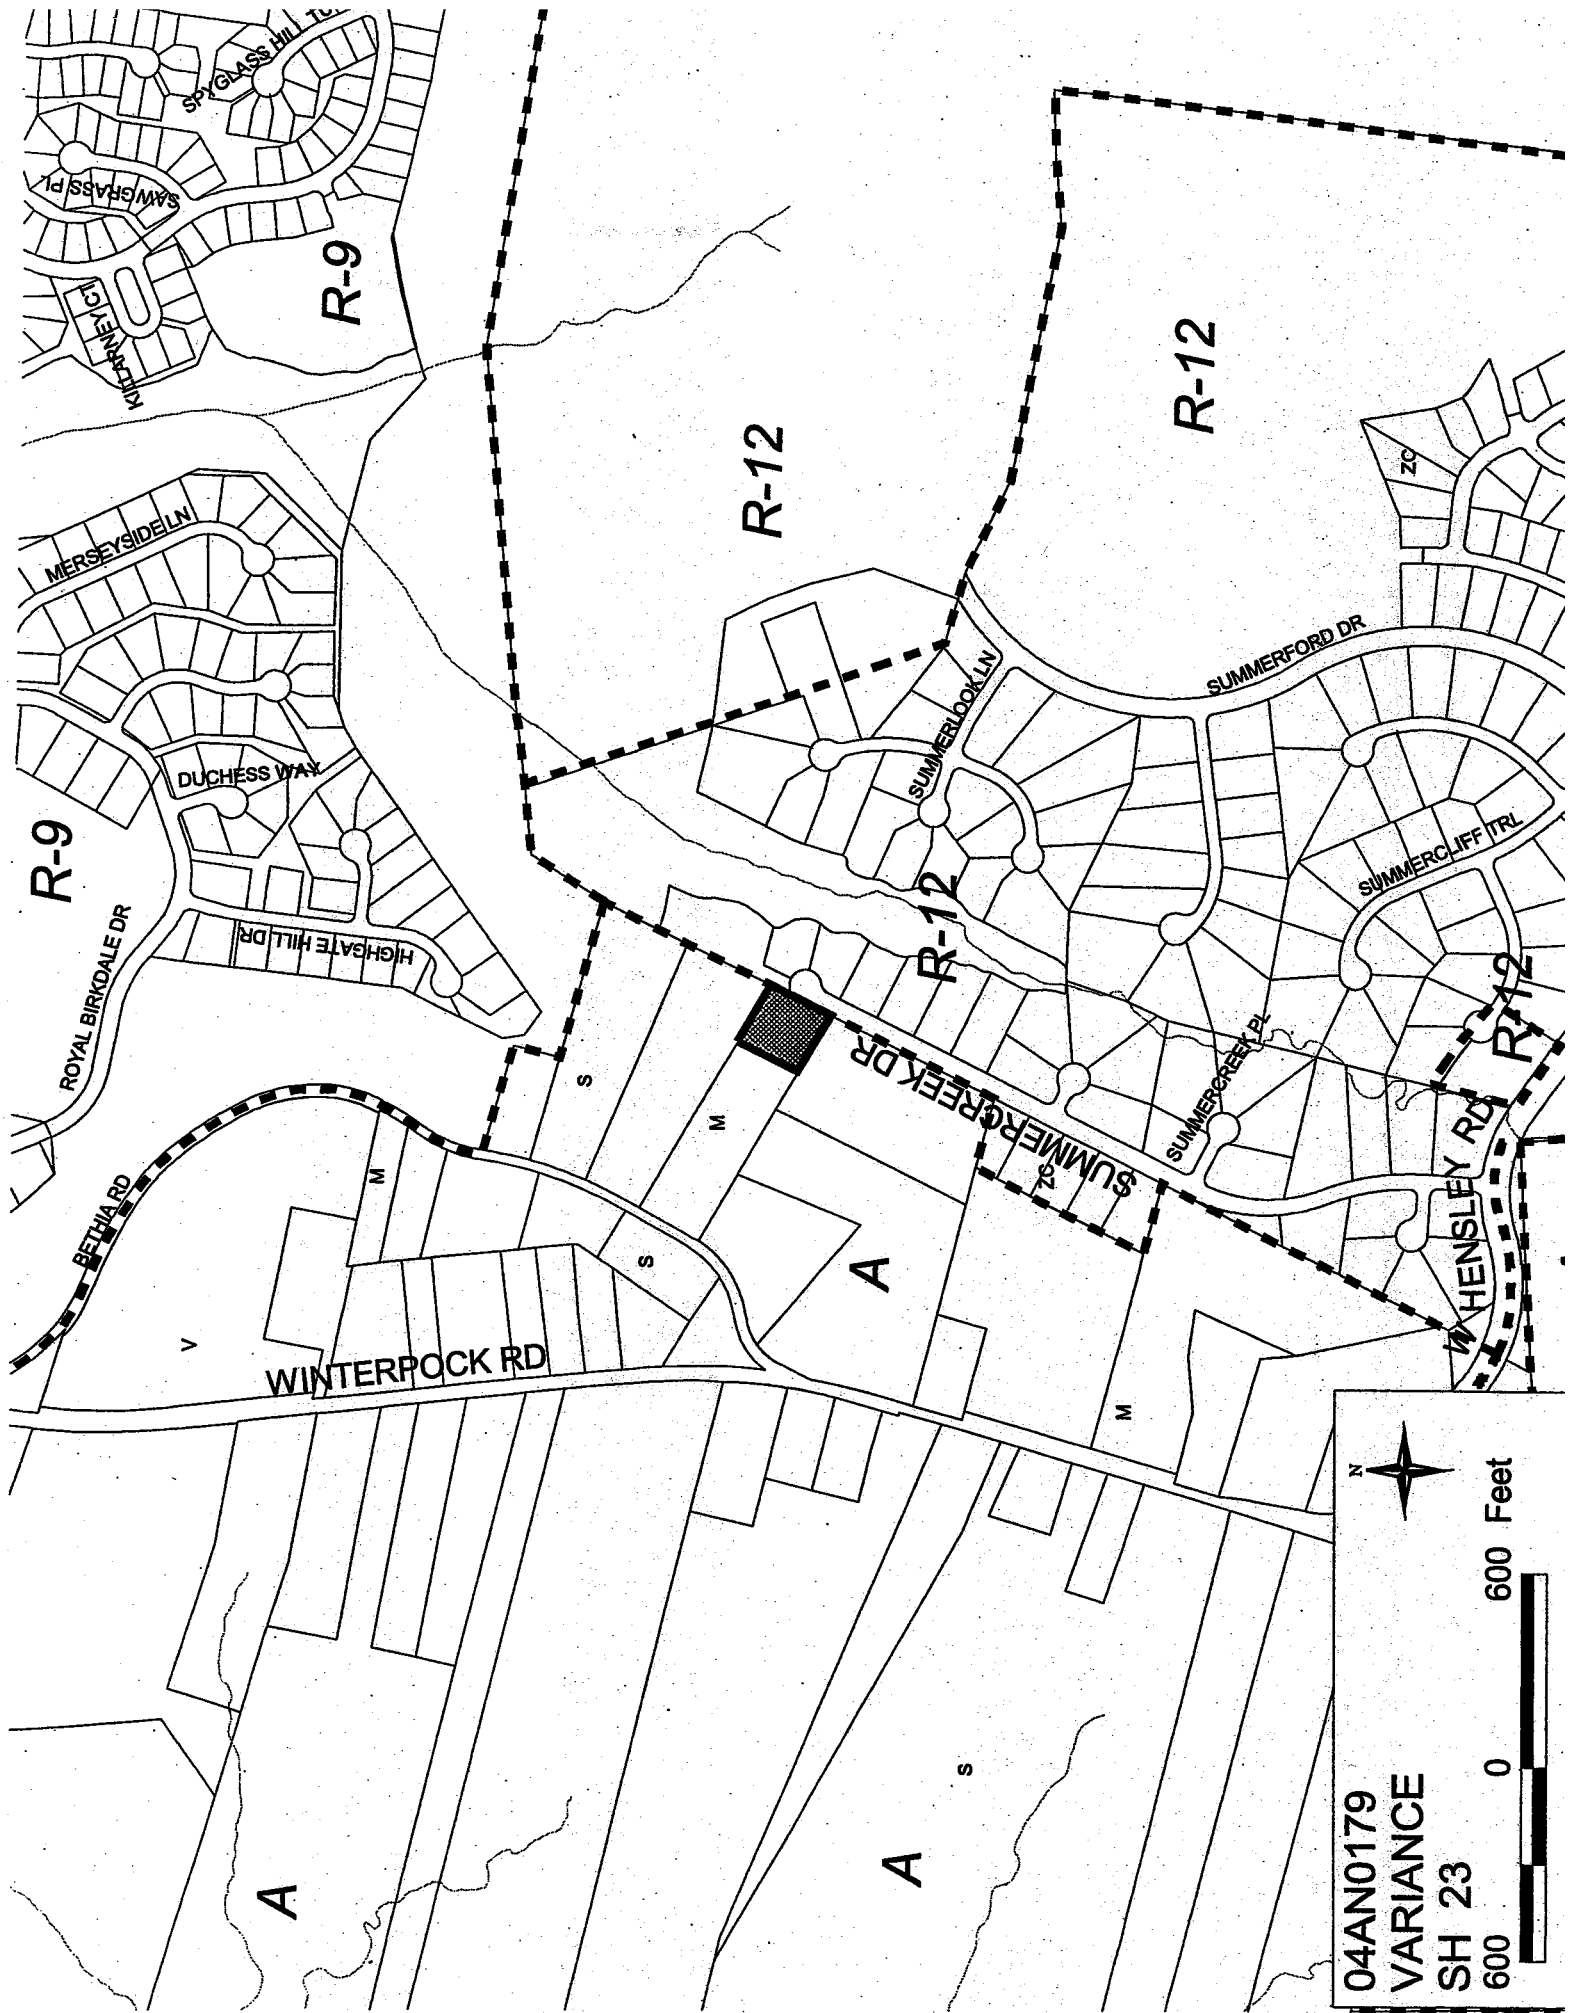 SPYGLASS HILL
SAWGRASS PL
KILLARNEY CT
R-9
MERSEYSIDE LN
DUCHESS WAY
R-9
ROYAL BIRKDALE DR
HIGHGATE HILL DR
BETHIA RD
WINTERPOCK RD
V
M
S
M
S
R-12
R-12
R-12
R-12
SUMMERLOOK LN
SUMMERFORD DR
SUMMERCLIFF TRL
SUMMERCREEK DR
SUMMERCREEK PL
ZC
ZC
W HENSLEY RD
A
M
A
A
S
04AN0179
VARIANCE
SH 23
600 0 600 Feet
N